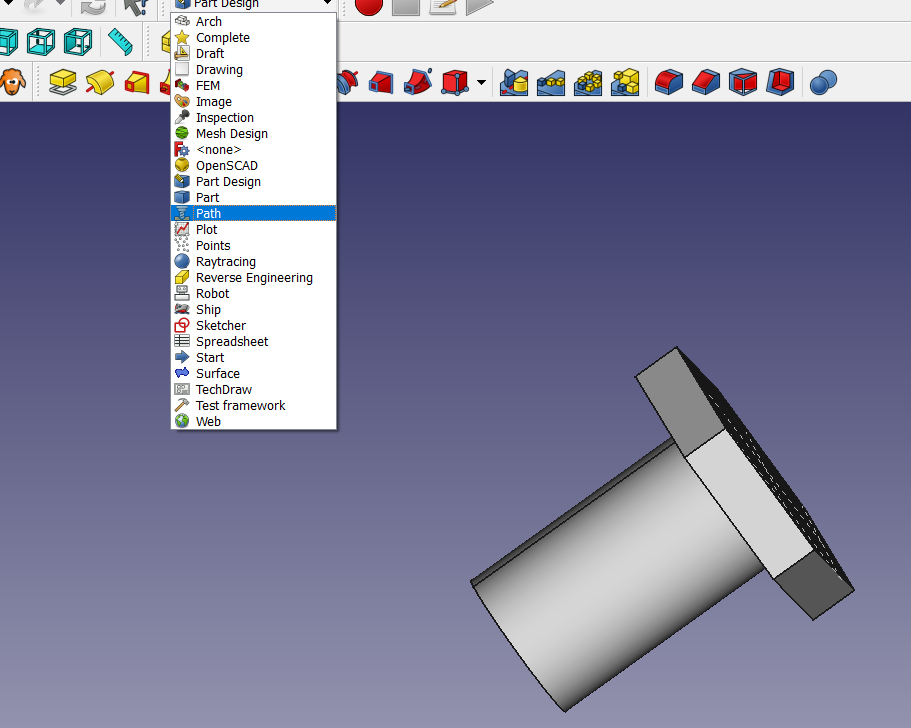 Part Design
Arch
Complete
Draft
Drawing
FEM
Image
Inspection
Mesh Design
<none>
OpenSCAD
Part Design
Part
Path
Plot
Points
Raytracing
Reverse Engineering
Robot
Ship
Sketcher
Spreadsheet
Start
Surface
TechDraw
Test framework
Web